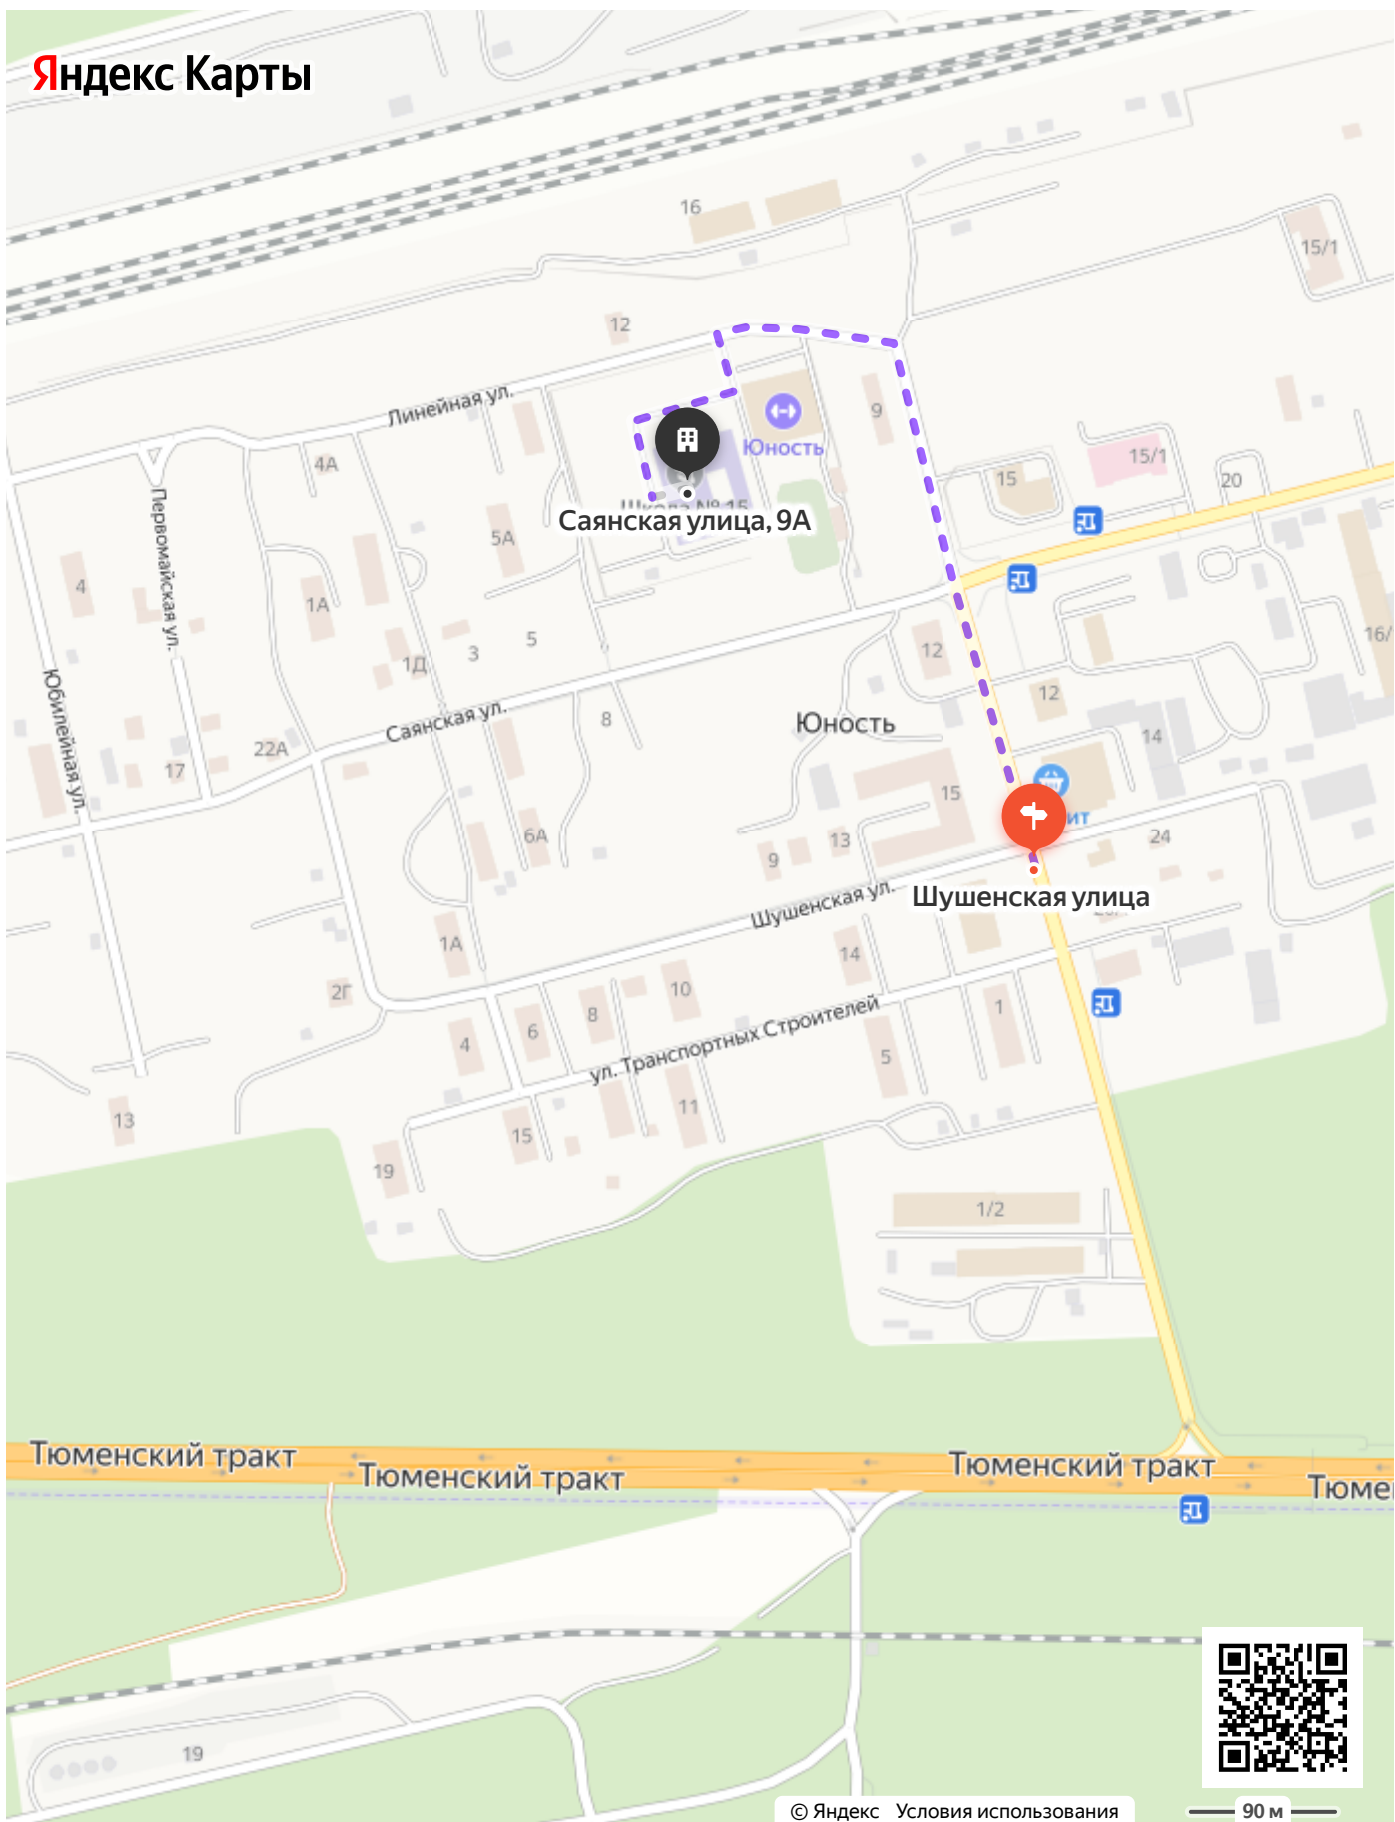 Яндекс Карты
16
15/1
12
Линейная ул.
9
Юность
4А
15/1
15
20
Саянская улица, 9А
5А
Первомайская ул.
4
1А
16/
5
3
1Д
12
Юбилейная ул.
12
Саянская ул.
8
Юность
14
22А
17
15
ит
6А
13
24
9
Шушенская ул.
Шушенская улица
1А
14
2Г
10
8
1
ул. Транспортных Строителей
6
4
5
11
13
15
19
1/2
Тюменский тракт
Тюменский тракт
Тюменский тракт
Тюме
19
© Яндекс Условия использования
90 м